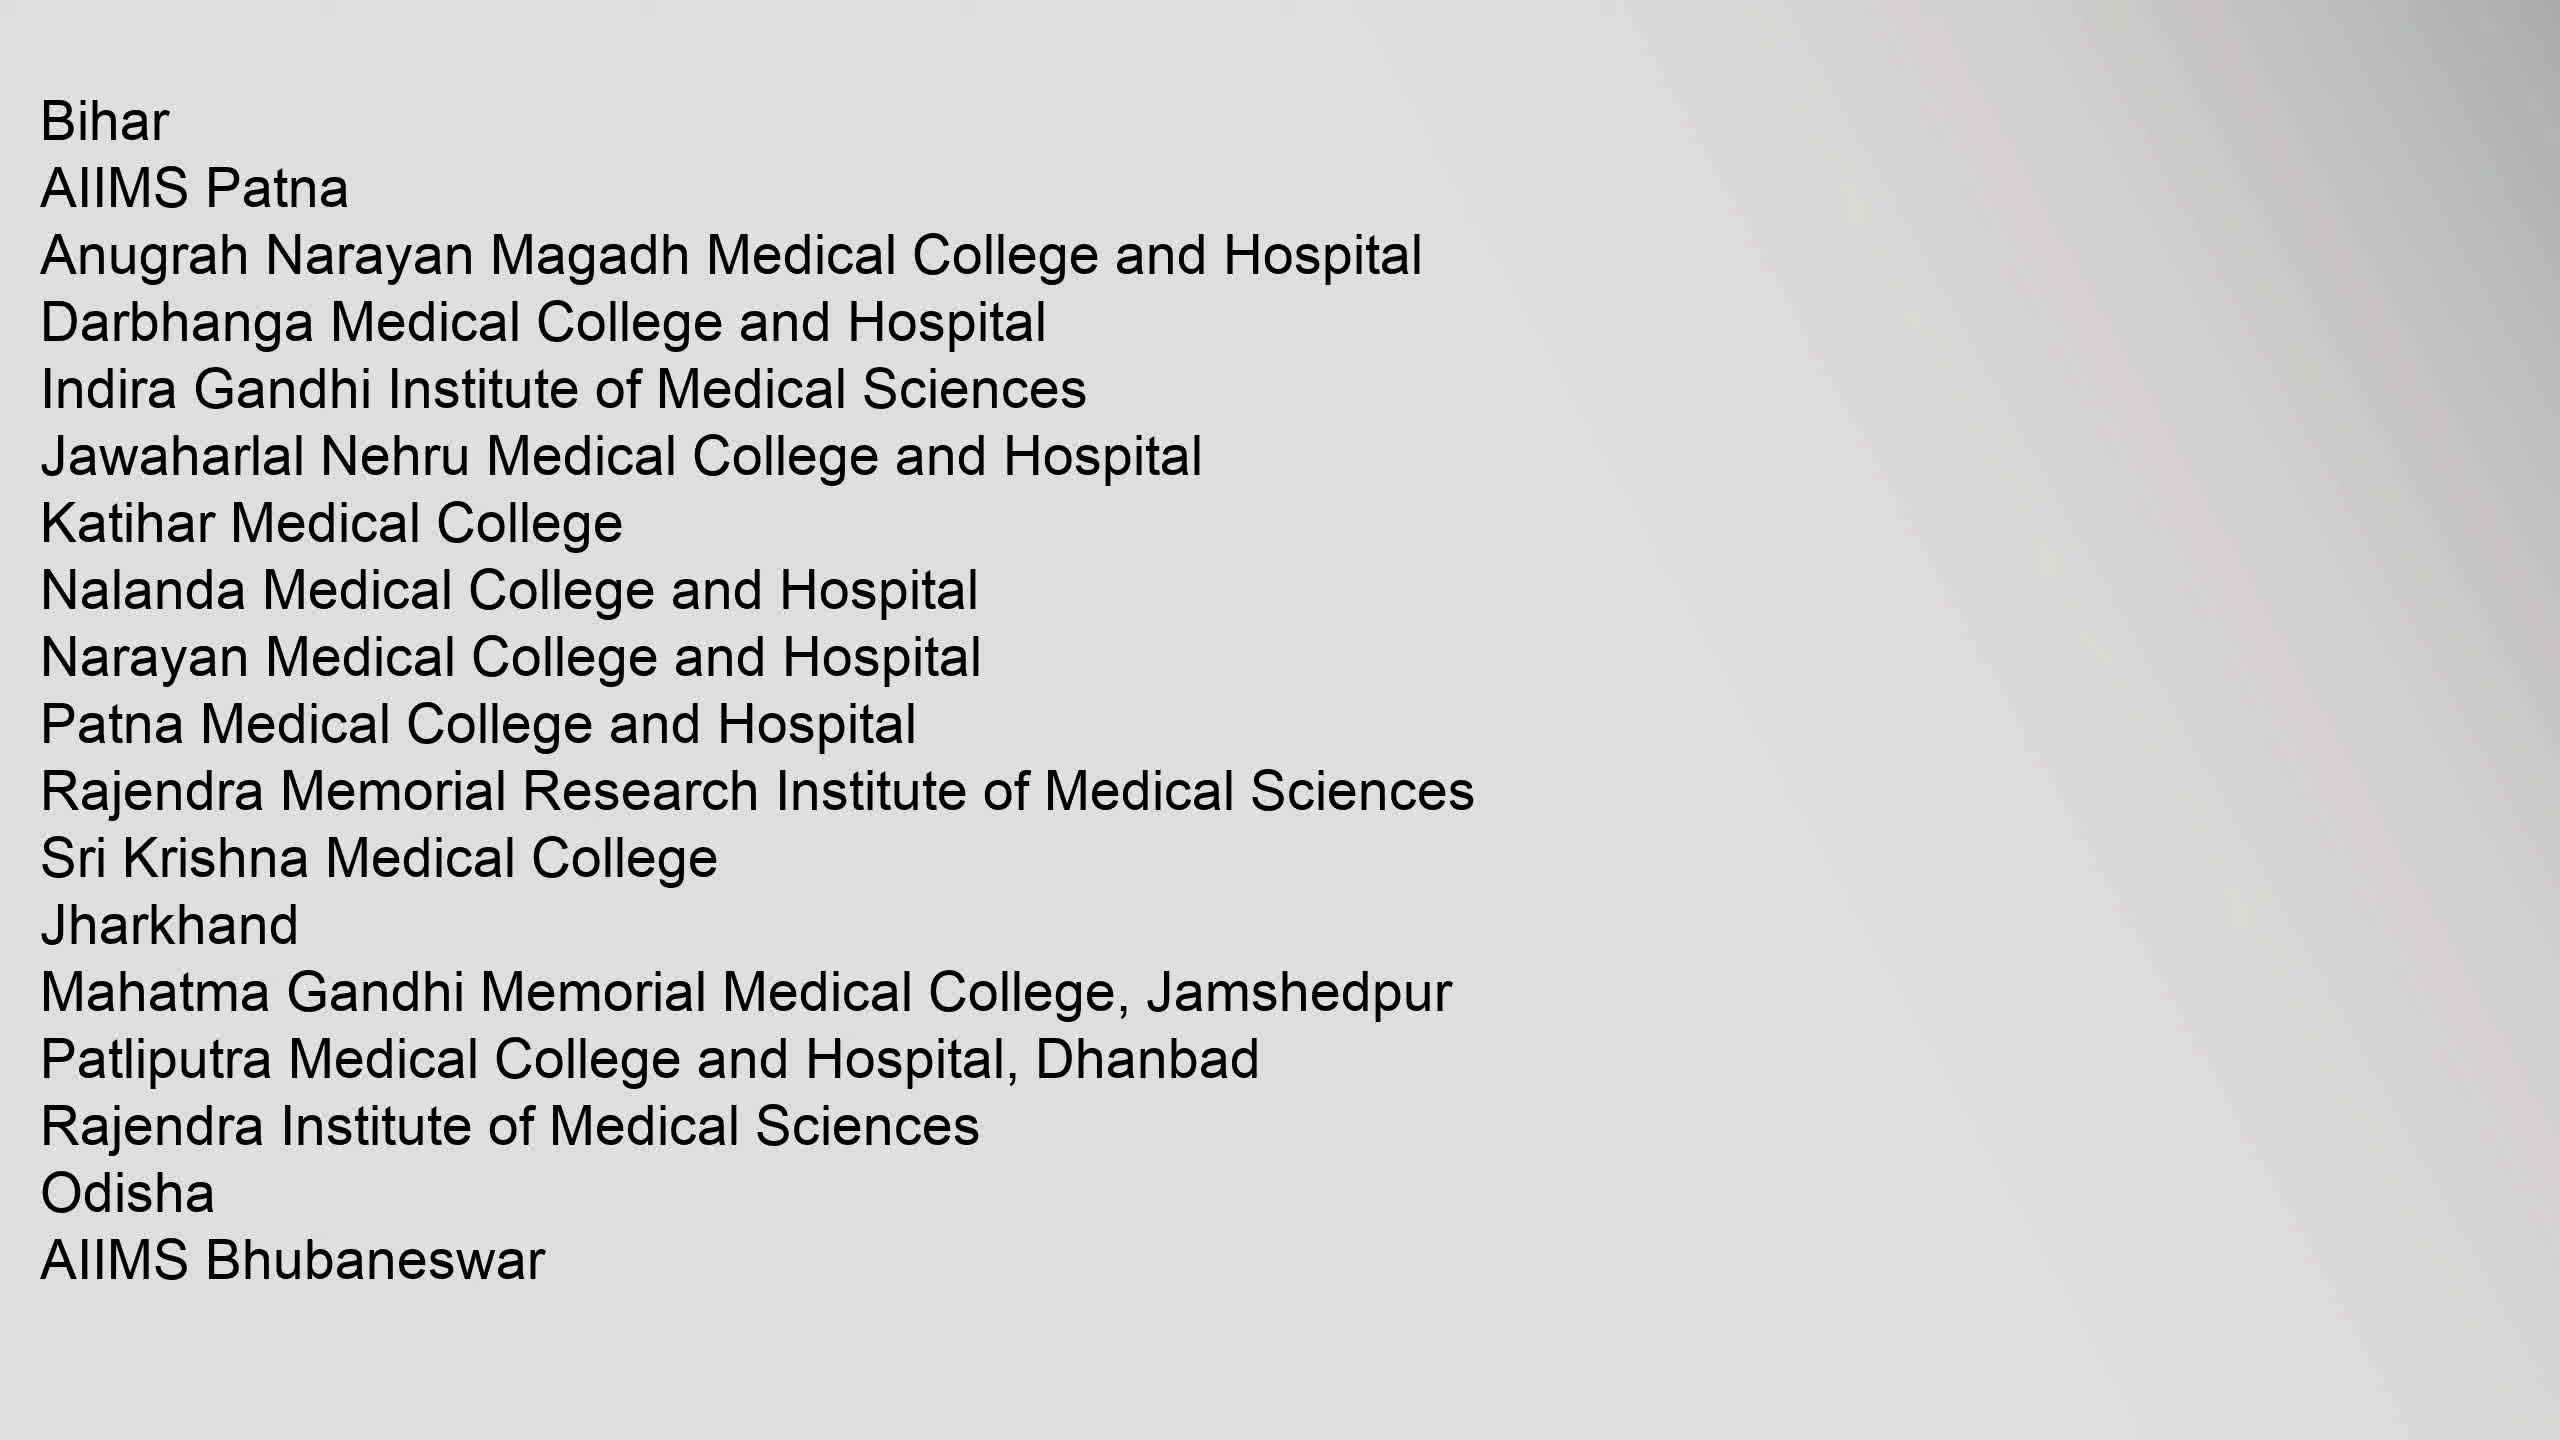 Bihar
AIIMS Patna
Anugrah Narayan Magadh Medical College and Hospital
Darbhanga Medical College and Hospital
Indira Gandhi Institute of Medical Sciences
Jawaharlal Nehru Medical College and Hospital
Katihar Medical College
Nalanda Medical College and Hospital
Narayan Medical College and Hospital
Patna Medical College and Hospital
Rajendra Memorial Research Institute of Medical Sciences
Sri Krishna Medical College
Jharkhand
Mahatma Gandhi Memorial Medical College, Jamshedpur
Patliputra Medical College and Hospital, Dhanbad
Rajendra Institute of Medical Sciences
Odisha
AIIMS Bhubaneswar